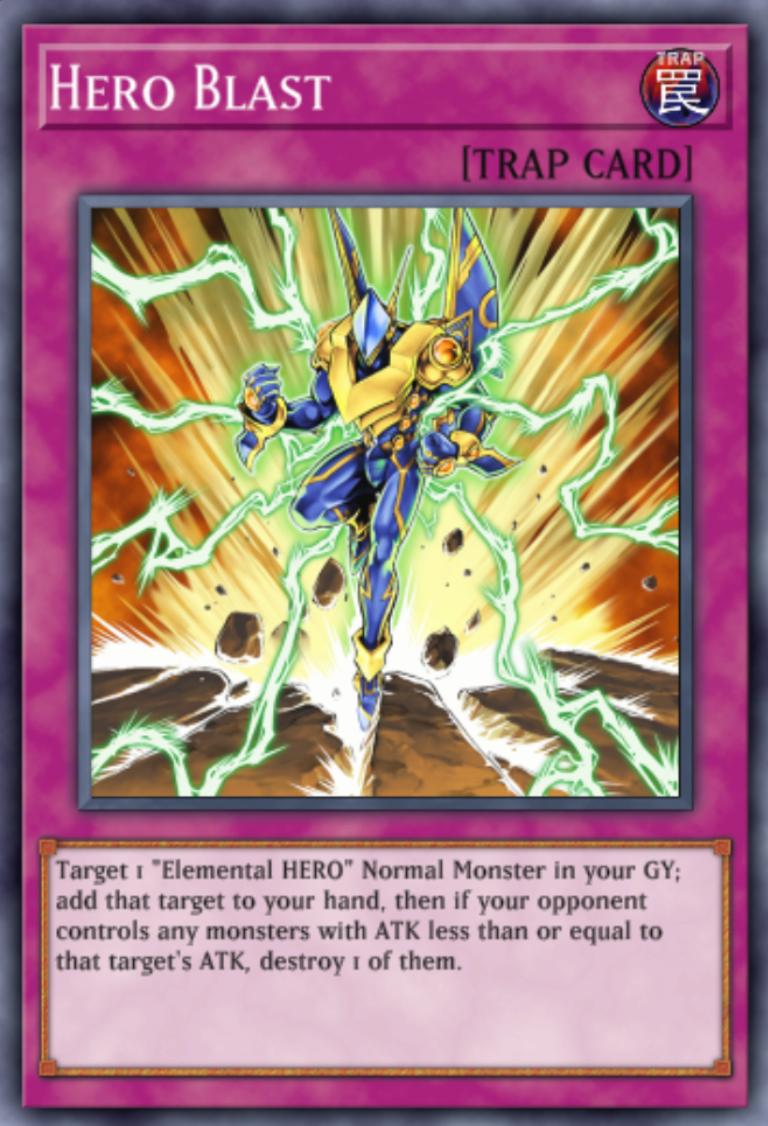 HERO BLAST
TRAP
罠
[TRAP CARD]
Target 1 "Elemental HERO" Normal Monster in your GY;
add that target to your hand, then if your opponent
controls any monsters with ATK less than or equal to
that target's ATK, destroy 1 of them.